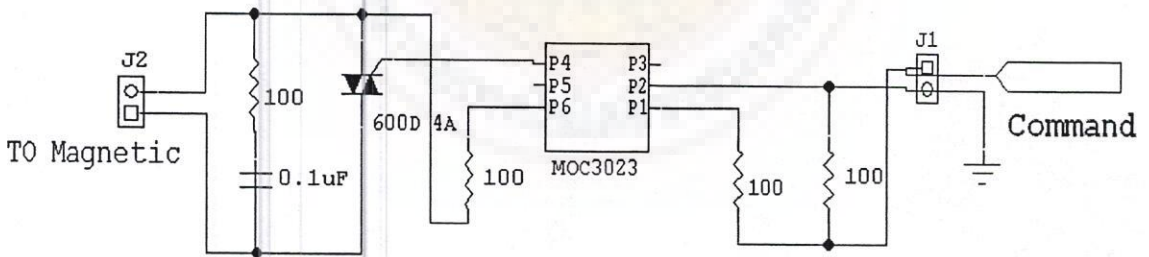 J2
TO Magnetic
100
0.1uF
600D 4A
100
P4
P5
P6
P3
P2
P1
MOC3023
100
100
J1
Command